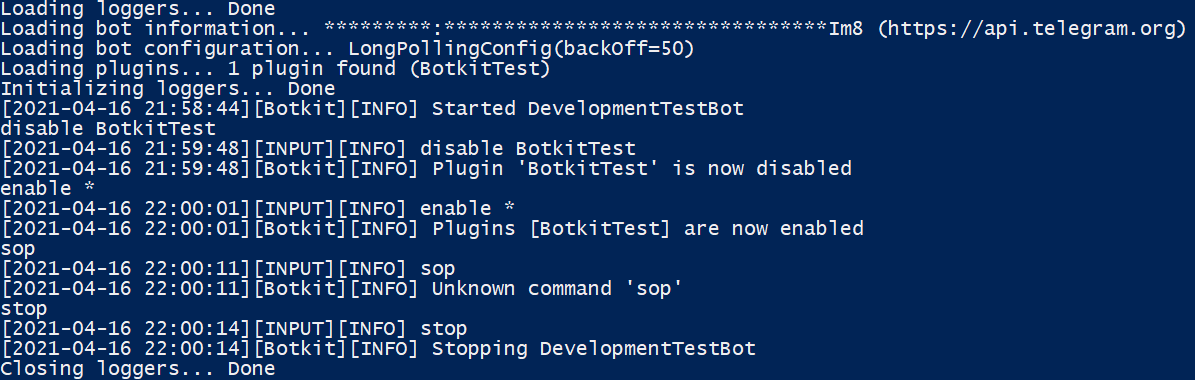 Loading loggers... Done
Loading bot information... *********:********************************Im8 (https://api.telegram.org)
Loading bot configuration... LongPollingConfig(backOff=50)
Loading plugins... 1 plugin found (BotkitTest)
Initializing loggers... Done
[2021-04-16 21:58:44][Botkit][INFO] Started DevelopmentTestBot
disable BotkitTest
[2021-04-16 21:59:48][INPUT][INFO] disable BotkitTest
[2021-04-16 21:59:48][Botkit][INFO] Plugin 'BotkitTest' is now disabled
enable *
[2021-04-16 22:00:01][INPUT][INFO] enable *
[2021-04-16 22:00:01][Botkit][INFO] Plugins [BotkitTest] are now enabled
sop
[2021-04-16 22:00:11][INPUT][INFO] sop
[2021-04-16 22:00:11][Botkit][INFO] Unknown command 'sop'
stop
[2021-04-16 22:00:14][INPUT][INFO] stop
[2021-04-16 22:00:14][Botkit][INFO] Stopping DevelopmentTestBot
Closing loggers... Done